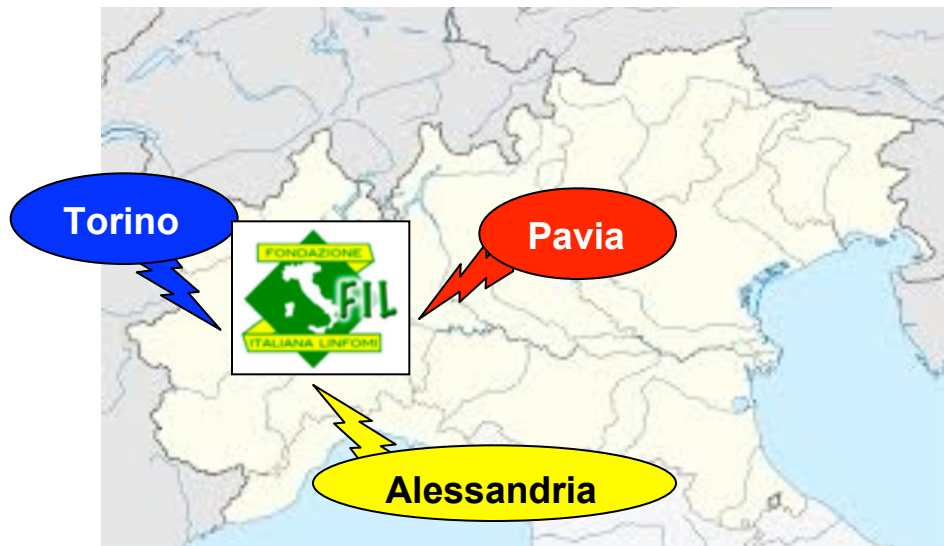 Torino
Pavia
FONDAZIONE
FIL
ITALIANA LINFOMI
Alessandria